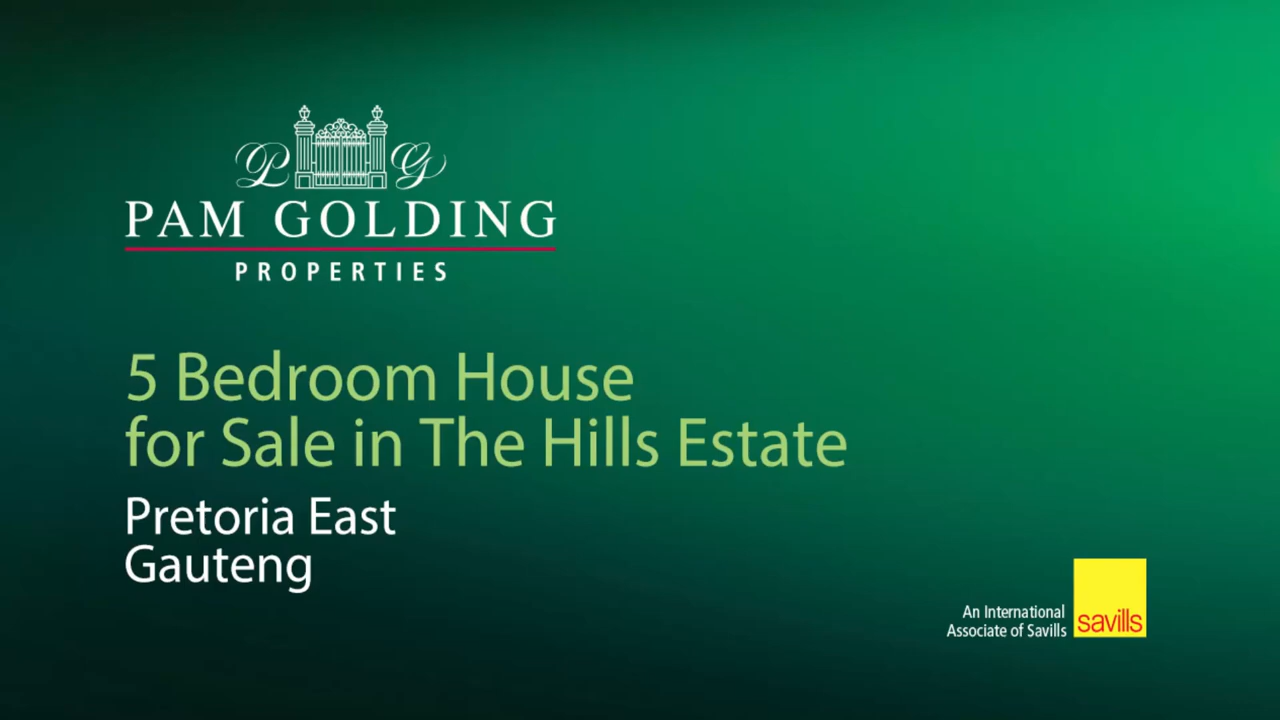 P G
PAM GOLDING
PROPERTIES
5 Bedroom House
for Sale in The Hills Estate
Pretoria East
Gauteng
An International
Associate of Savills
savills